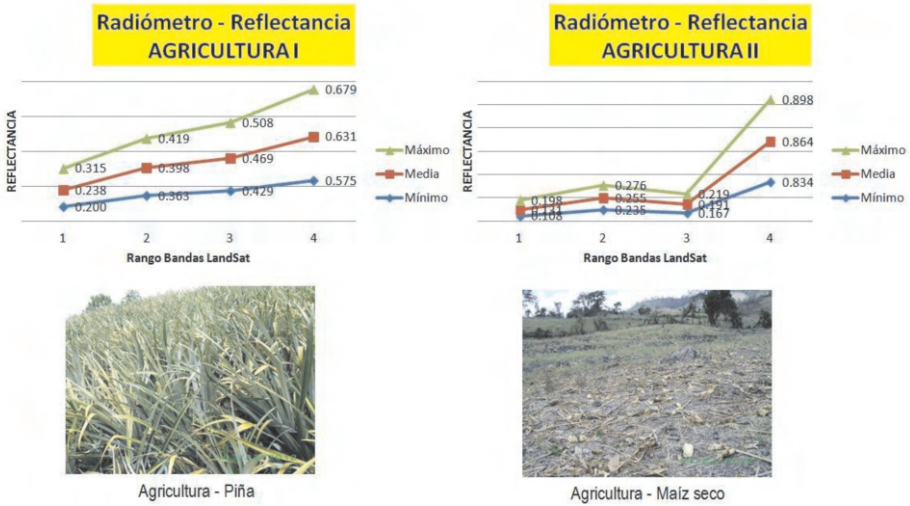 Radiómetro - Reflectancia
AGRICULTURA I
REFLECTANCIA
0.679
0.631
0.575
0.508
0.469
0.429
0.419
0.398
0.363
0.315
0.238
0.200
Máximo
Media
Mínimo
1 2 3 4
Rango Bandas LandSat
Agricultura - Piña
Radiómetro - Reflectancia
AGRICULTURA II
REFLECTANCIA
0.898
0.864
0.834
0.276
0.255
0.235
0.219
0.191
0.167
0.198
0.108
Máximo
Media
Mínimo
1 2 3 4
Rango Bandas LandSat
Agricultura - Maíz seco